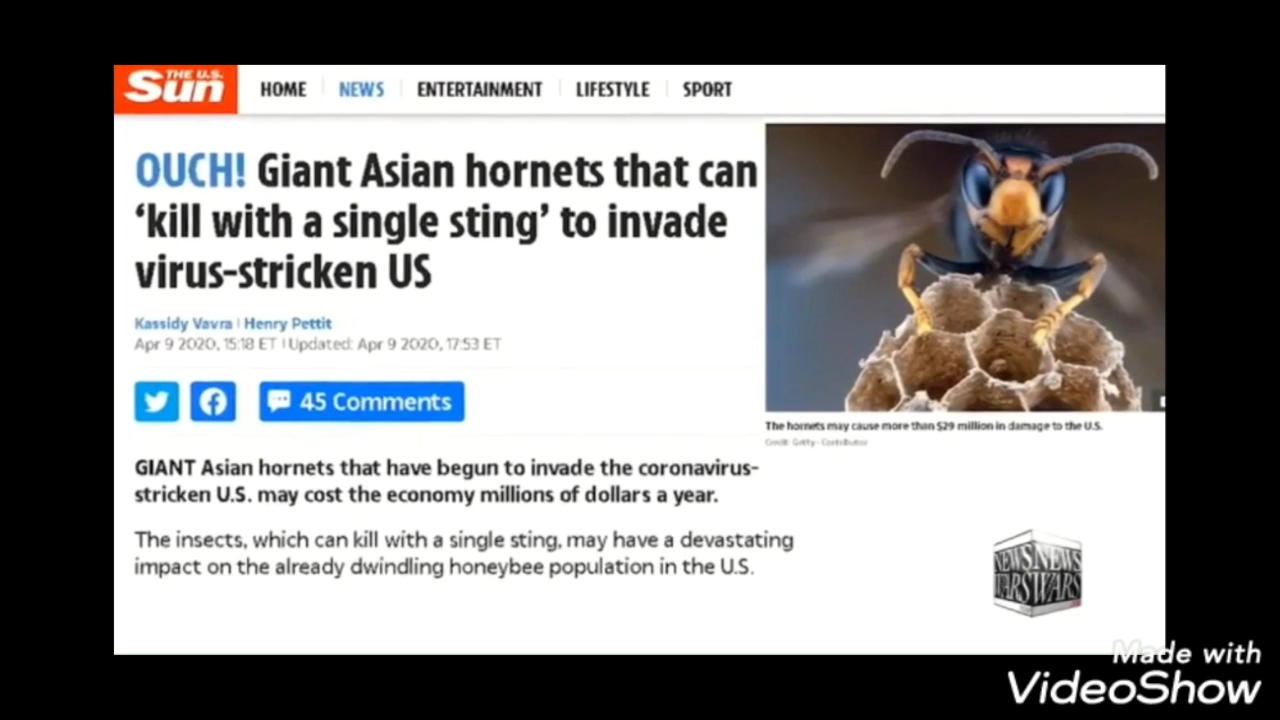 THE U.S.
Sun
HOME NEWS ENTERTAINMENT LIFESTYLE SPORT
OUCH! Giant Asian hornets that can
‘kill with a single sting’ to invade
virus-stricken US
Kassidy Vavra | Henry Pettit
Apr 9 2020, 15:18 ET | Updated: Apr 9 2020, 17:53 ET
45 Comments
The hornets may cause more than $29 million in damage to the U.S.
Credit: Getty - Contributor
GIANT Asian hornets that have begun to invade the coronavirus-
stricken U.S. may cost the economy millions of dollars a year.
The insects, which can kill with a single sting, may have a devastating
impact on the already dwindling honeybee population in the U.S.
NEWS NEWS
WARS WARS
Made with
VideoShow